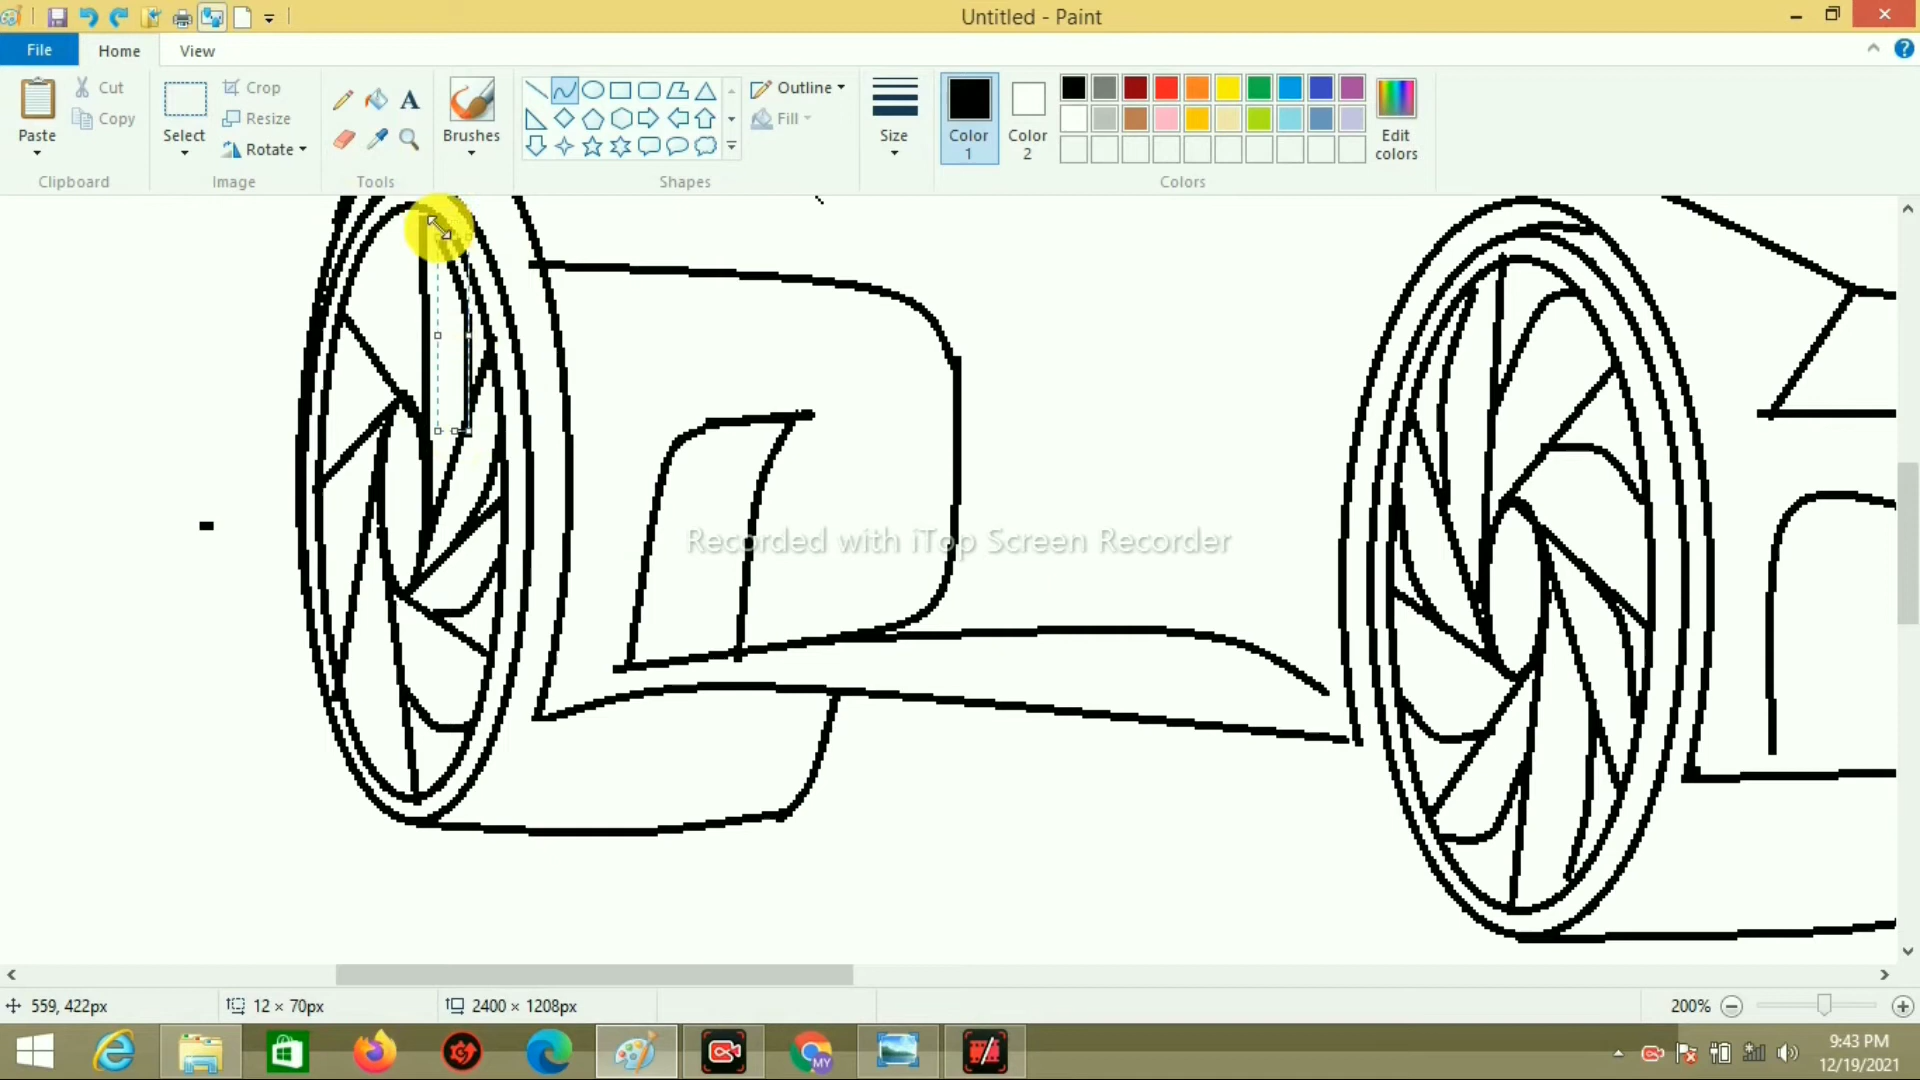 Untitled - Paint
File Home View
Paste
Cut
Copy
Clipboard
Select
Crop
Resize
Rotate
Image
Tools
Brushes
Shapes
Outline
Fill
Size
Color 1
Color 2
Edit colors
Colors
Recorded with iTop Screen Recorder
559, 422px 12 × 70px 2400 × 1208px 200%
MY
9:43 PM
12/19/2021